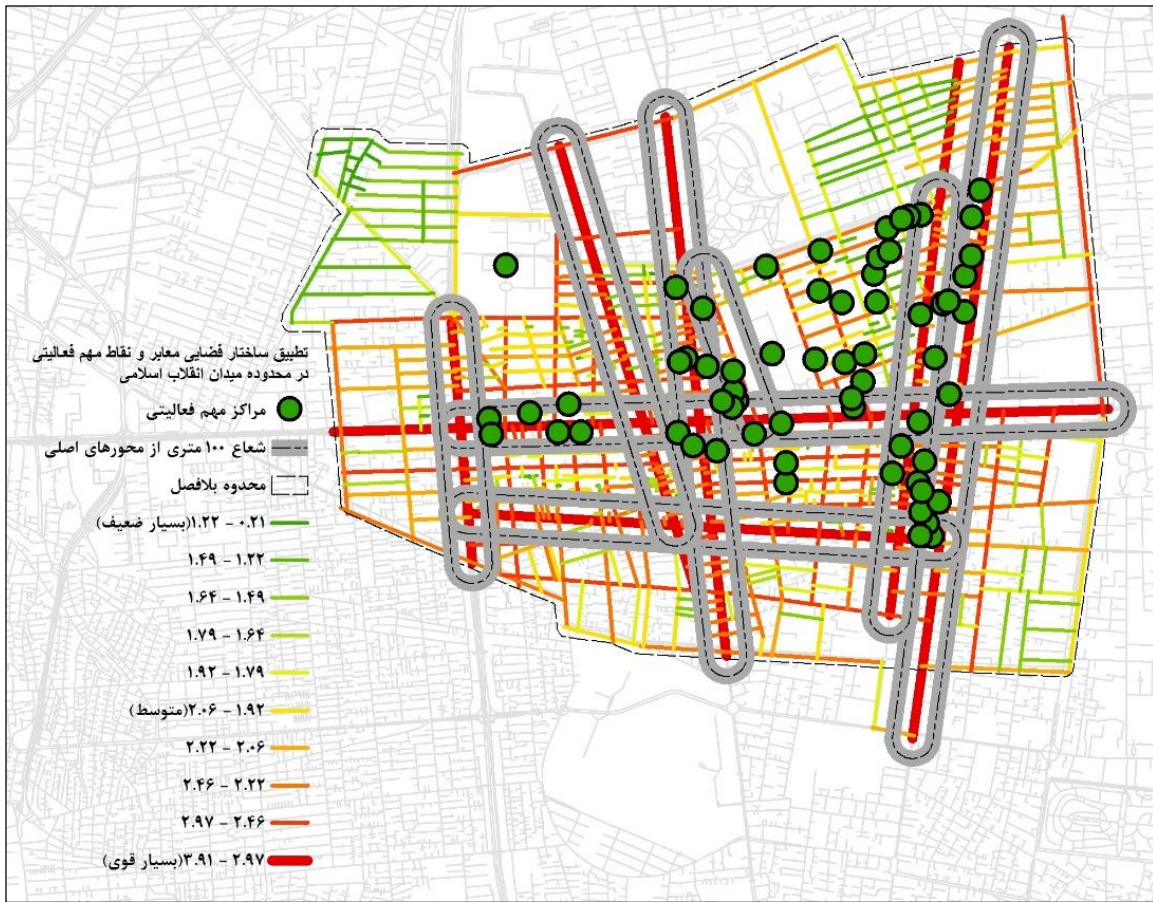 تطبیق ساختار فضایی معابر و نقاط مهم فعالیتی
در محدوده میدان انقلاب اسلامی
مراکز مهم فعالیتی
شعاع ۱۰۰ متری از محورهای اصلی
محدوده بلافصل
۰.۲۱ - ۱.۲۲(بسیار ضعیف)
۱.۲۲ - ۱.۴۹
۱.۴۹ - ۱.۶۴
۱.۶۴ - ۱.۷۹
۱.۷۹ - ۱.۹۲
۱.۹۲ - ۲.۰۶(متوسط)
۲.۰۶ - ۲.۲۲
۲.۲۲ - ۲.۴۶
۲.۴۶ - ۲.۹۷
۲.۹۷ - ۳.۹۱(بسیار قوی)